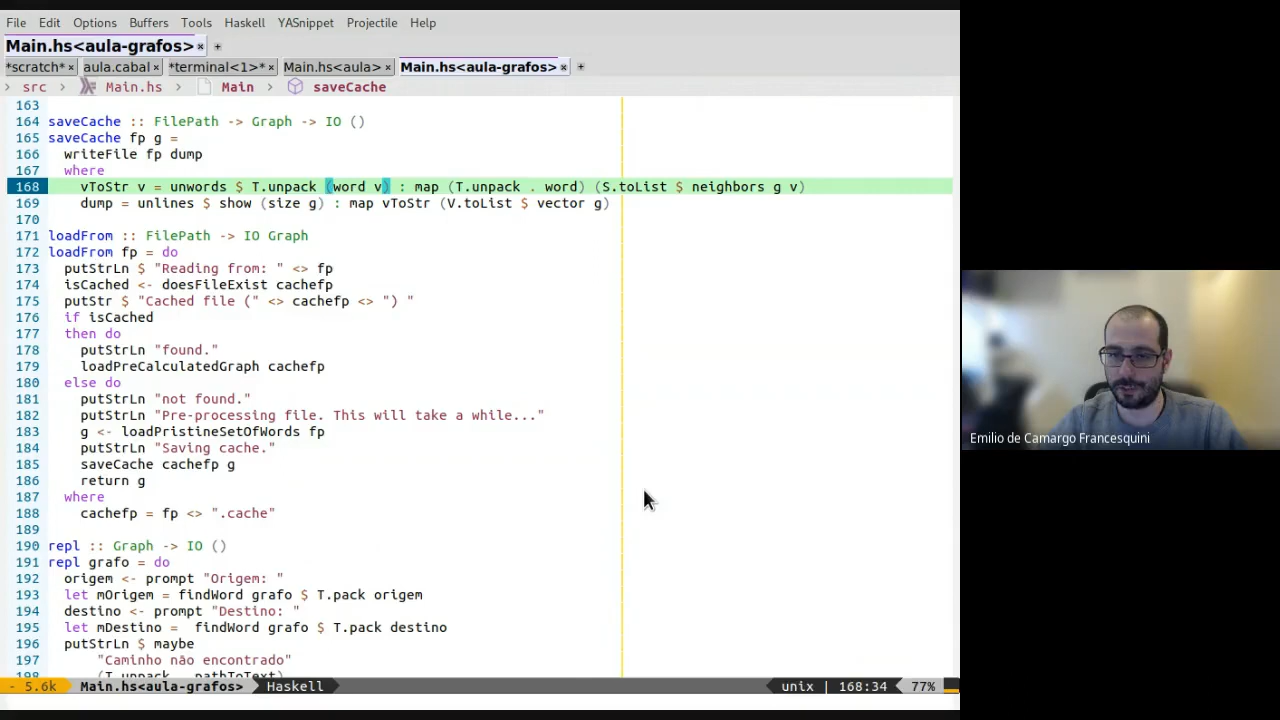 File Edit Options Buffers Tools Haskell YASnippet Projectile Help
Main.hs<aula-grafos> × +
*scratch* × aula.cabal × *terminal<1>* × Main.hs<aula> × Main.hs<aula-grafos> × +
> src > Main.hs > Main > saveCache
163
164 saveCache :: FilePath -> Graph -> IO ()
165 saveCache fp g =
166   writeFile fp dump
167   where
168     vToStr v = unwords $ T.unpack (word v) : map (T.unpack . word) (S.toList $ neighbors g v)
169     dump = unlines $ show (size g) : map vToStr (V.toList $ vector g)
170
171 loadFrom :: FilePath -> IO Graph
172 loadFrom fp = do
173   putStrLn $ "Reading from: " <> fp
174   isCached <- doesFileExist cachefp
175   putStr $ "Cached file (" <> cachefp <> ") "
176   if isCached
177   then do
178     putStrLn "found."
179     loadPreCalculatedGraph cachefp
180   else do
181     putStrLn "not found."
182     putStrLn "Pre-processing file. This will take a while..."
183     g <- loadPristineSetOfWords fp
184     putStrLn "Saving cache."
185     saveCache cachefp g
186     return g
187   where
188     cachefp = fp <> ".cache"
189
190 repl :: Graph -> IO ()
191 repl grafo = do
192   origem <- prompt "Origem: "
193   let mOrigem = findWord grafo $ T.pack origem
194   destino <- prompt "Destino: "
195   let mDestino =  findWord grafo $ T.pack destino
196   putStrLn $ maybe
197       "Caminho não encontrado"
198       (T.unpack . pathToText)
- 5.6k Main.hs<aula-grafos> Haskell unix | 168:34 77%
Emilio de Camargo Francesquini